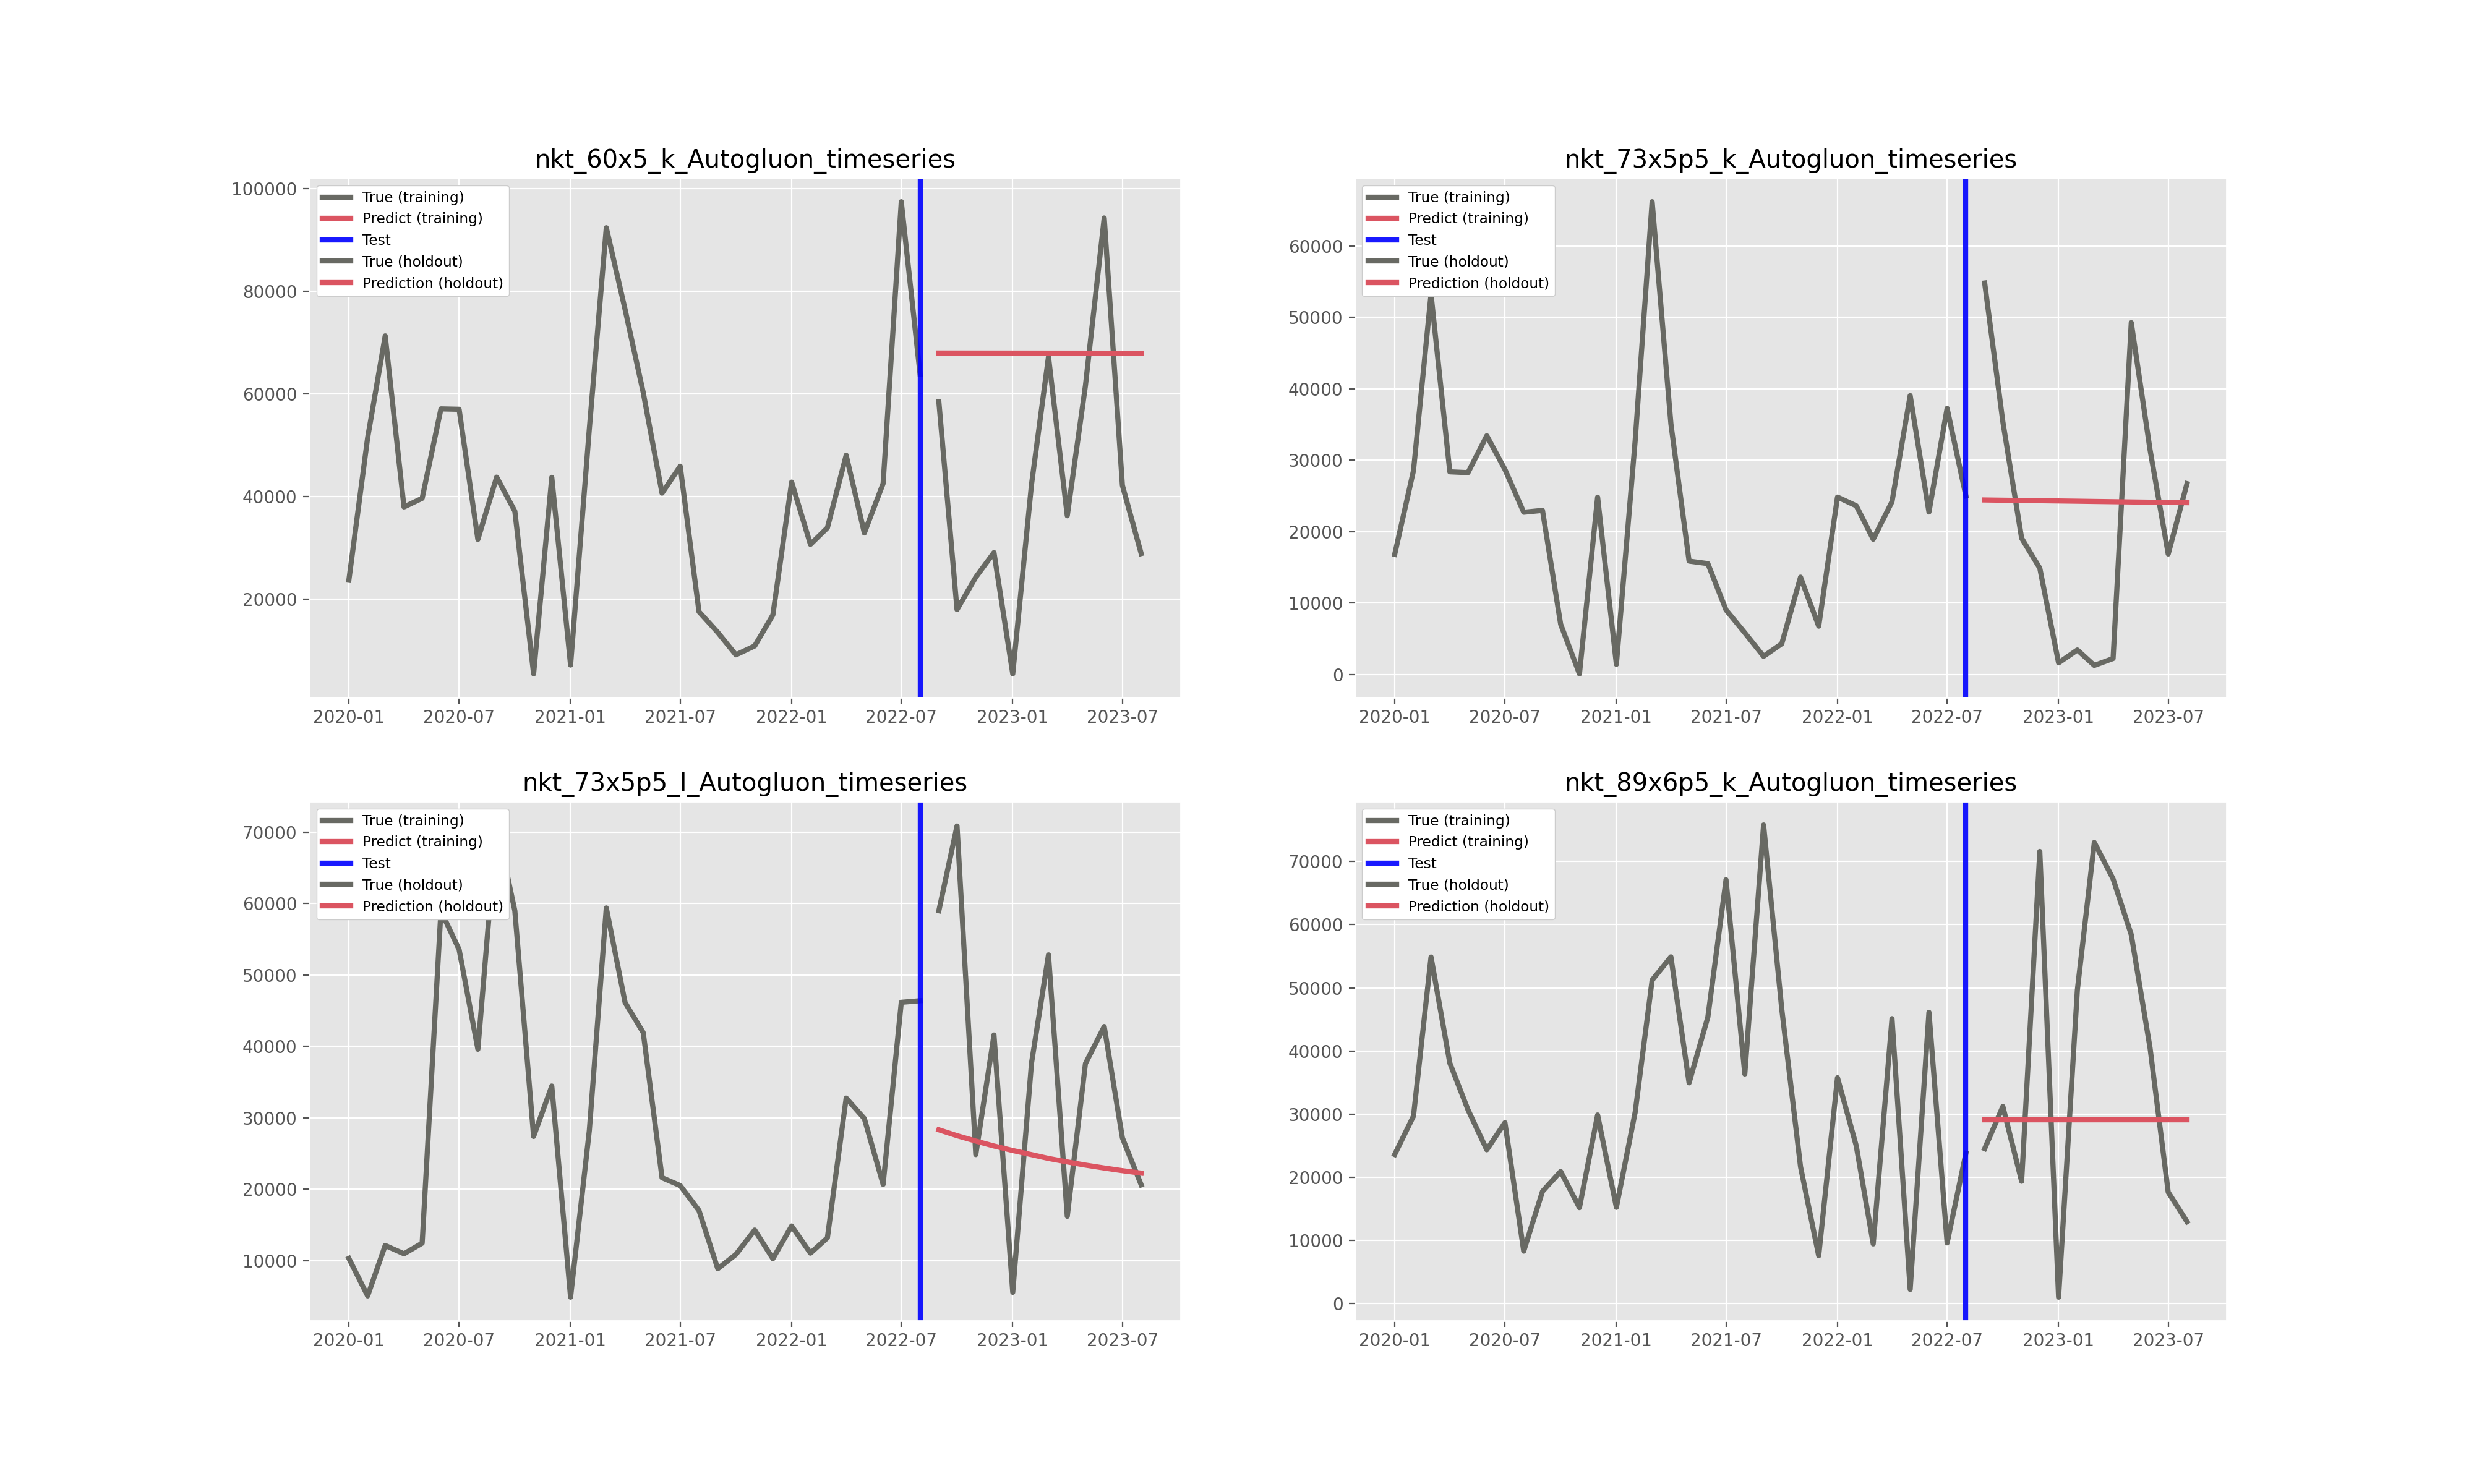 nkt_60x5_k_Autogluon_timeseries
100000
80000
60000
40000
20000
True (training)
Predict (training)
Test
True (holdout)
Prediction (holdout)
2020-01 2020-07 2021-01 2021-07 2022-01 2022-07 2023-01 2023-07
nkt_73x5p5_k_Autogluon_timeseries
60000
50000
40000
30000
20000
10000
0
True (training)
Predict (training)
Test
True (holdout)
Prediction (holdout)
2020-01 2020-07 2021-01 2021-07 2022-01 2022-07 2023-01 2023-07
nkt_73x5p5_l_Autogluon_timeseries
70000
60000
50000
40000
30000
20000
10000
True (training)
Predict (training)
Test
True (holdout)
Prediction (holdout)
2020-01 2020-07 2021-01 2021-07 2022-01 2022-07 2023-01 2023-07
nkt_89x6p5_k_Autogluon_timeseries
70000
60000
50000
40000
30000
20000
10000
0
True (training)
Predict (training)
Test
True (holdout)
Prediction (holdout)
2020-01 2020-07 2021-01 2021-07 2022-01 2022-07 2023-01 2023-07